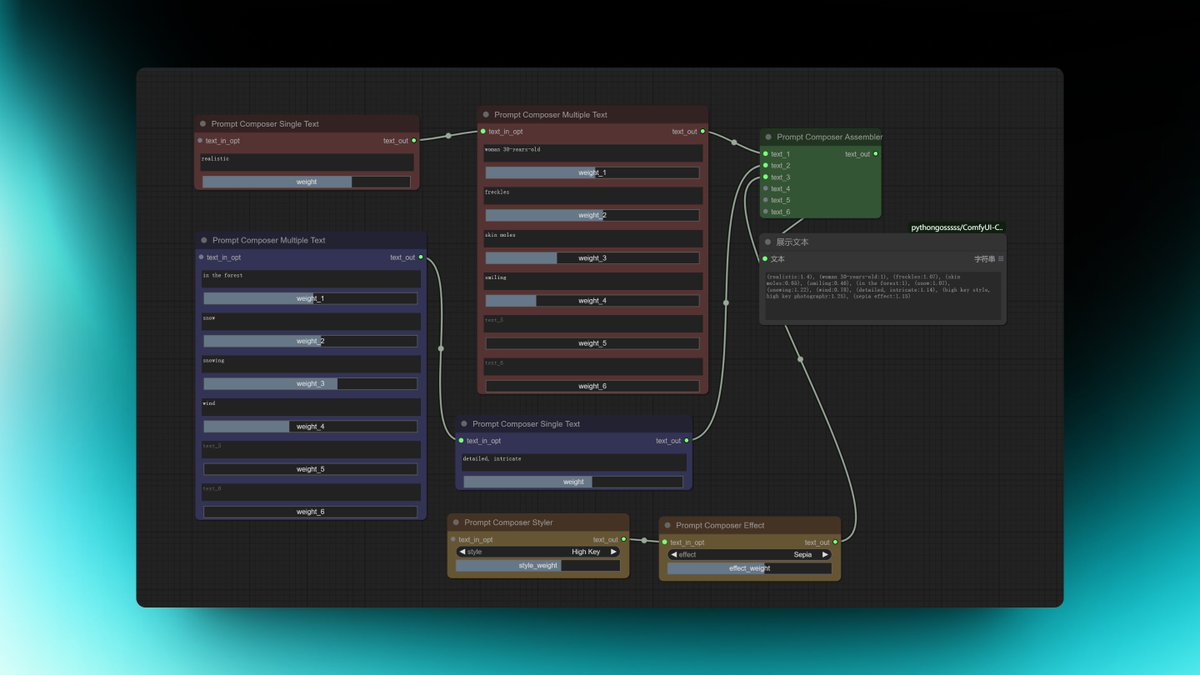 Prompt Composer Single Text
text_in_opt
text_out
realistic
weight
Prompt Composer Multiple Text
text_in_opt
text_out
woman 30-years-old
weight_1
freckles
weight_2
skin moles
weight_3
smiling
weight_4
text_5
weight_5
text_6
weight_6
Prompt Composer Assembler
text_1
text_out
text_2
text_3
text_4
text_5
text_6
pythongosssss/ComfyUI-C..
展示文本
文本
字符串
(realistic:1.4), (woman 30-years-old:1), (freckles:1.07), (skin
moles:0.65), (smiling:0.46), (in the forest:1), (snow:1.07),
(snowing:1.22), (wind:0.78), (detailed, intricate:1.14), (high key style,
high key photography:1.25), (sepia effect:1.15)
Prompt Composer Multiple Text
text_in_opt
text_out
in the forest
weight_1
snow
weight_2
snowing
weight_3
wind
weight_4
text_5
weight_5
text_6
weight_6
Prompt Composer Single Text
text_in_opt
text_out
detailed, intricate
weight
Prompt Composer Styler
text_in_opt
text_out
style
High Key
style_weight
Prompt Composer Effect
text_in_opt
text_out
effect
Sepia
effect_weight